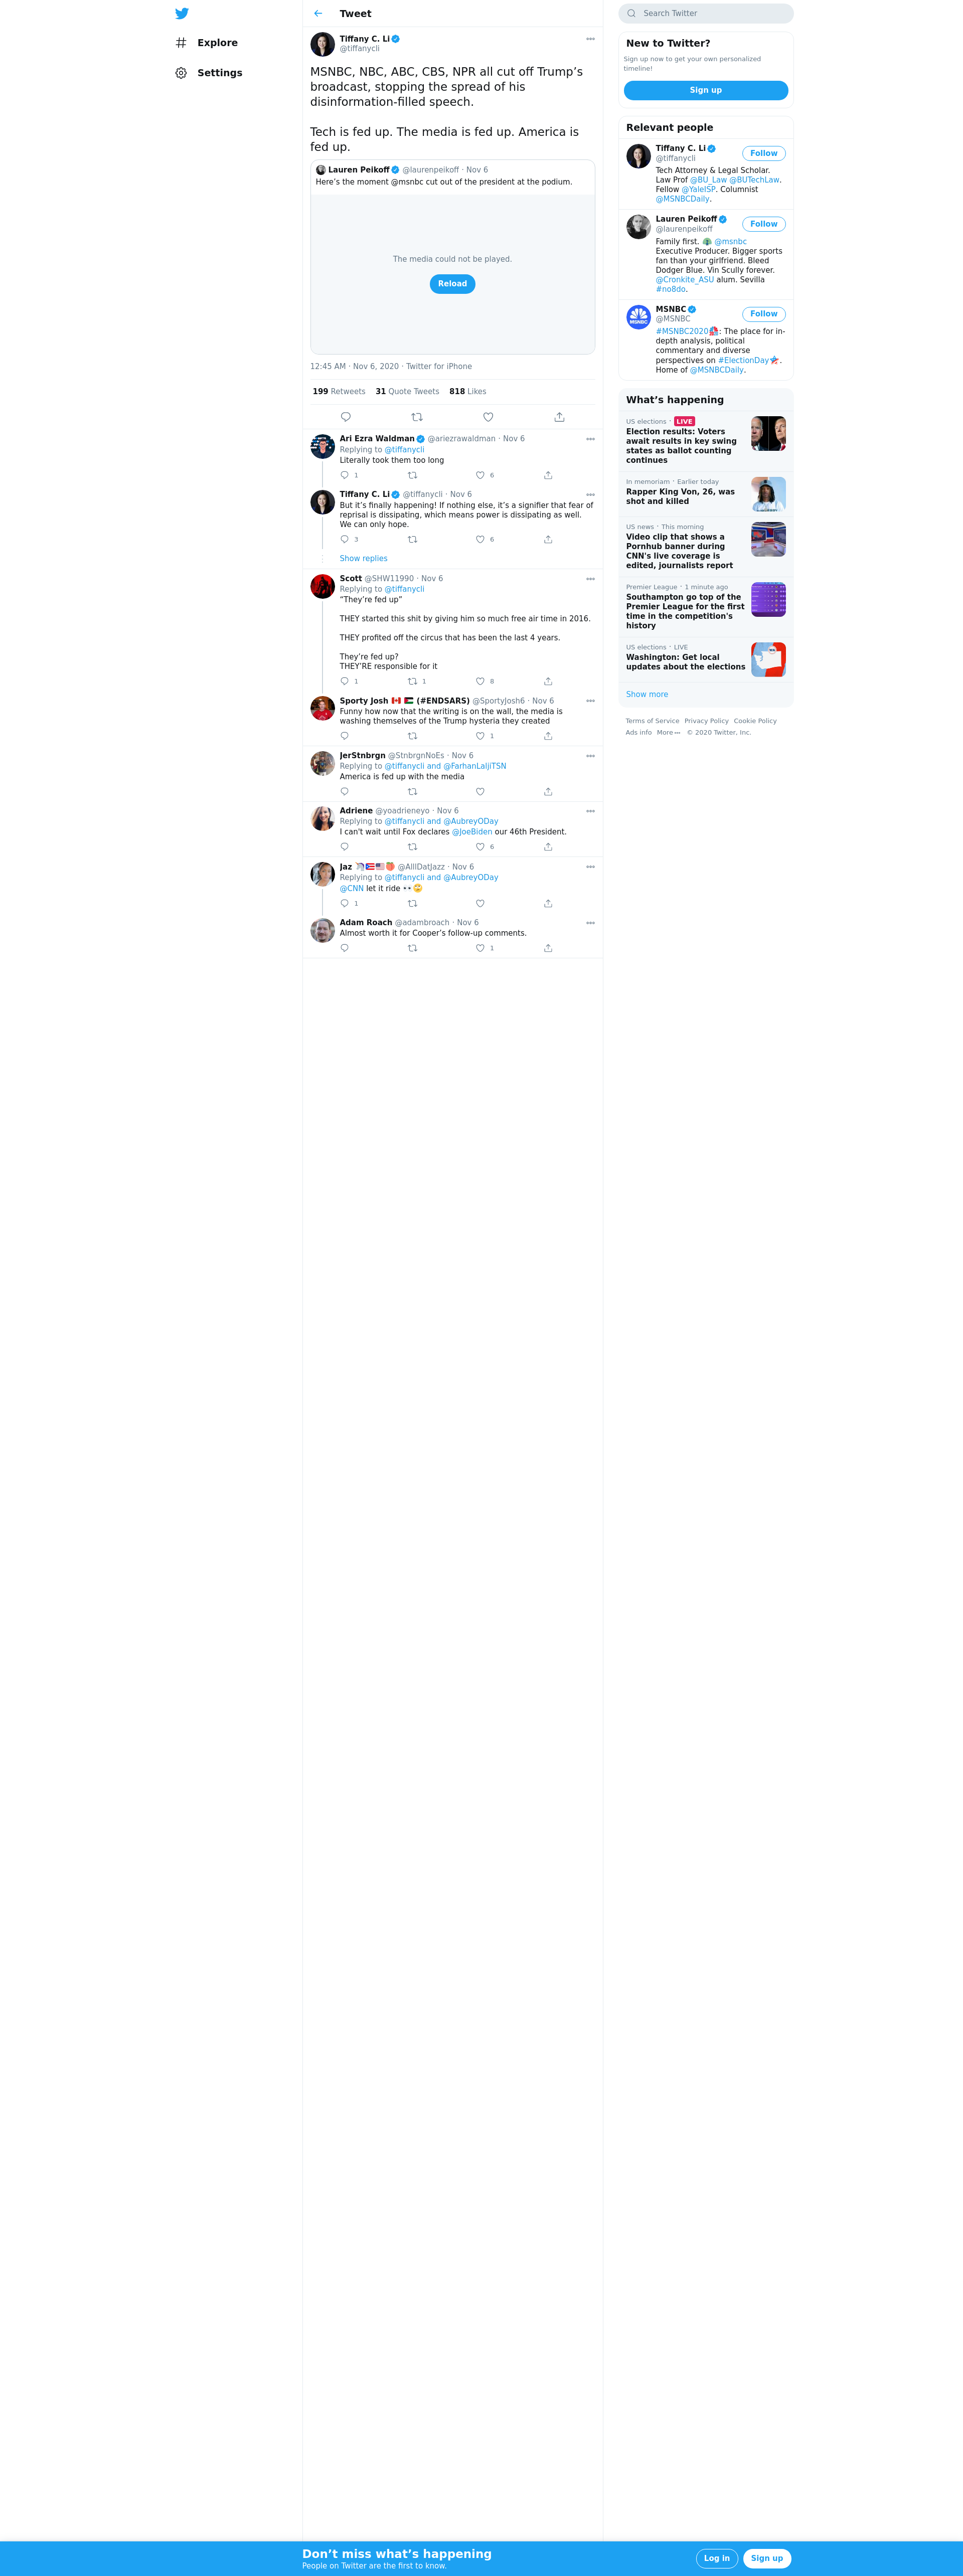 Explore
Settings
Tweet
Tiffany C. Li
@tiffanycli
MSNBC, NBC, ABC, CBS, NPR all cut off Trump’s
broadcast, stopping the spread of his
disinformation-filled speech.
Tech is fed up. The media is fed up. America is
fed up.
Lauren Peikoff @laurenpeikoff · Nov 6
Here’s the moment @msnbc cut out of the president at the podium.
The media could not be played.
Reload
12:45 AM · Nov 6, 2020 · Twitter for iPhone
199 Retweets 31 Quote Tweets 818 Likes
Ari Ezra Waldman @ariezrawaldman · Nov 6
Replying to @tiffanycli
Literally took them too long
1 6
Tiffany C. Li @tiffanycli · Nov 6
But it’s finally happening! If nothing else, it’s a signifier that fear of
reprisal is dissipating, which means power is dissipating as well.
We can only hope.
3 6
Show replies
Scott @SHW11990 · Nov 6
Replying to @tiffanycli
“They’re fed up”
THEY started this shit by giving him so much free air time in 2016.
THEY profited off the circus that has been the last 4 years.
They’re fed up?
THEY’RE responsible for it
1 1 8
Sporty Josh 🇨🇦 🇵🇸 (#ENDSARS) @SportyJosh6 · Nov 6
Funny how now that the writing is on the wall, the media is
washing themselves of the Trump hysteria they created
1
JerStnbrgn @StnbrgnNoEs · Nov 6
Replying to @tiffanycli and @FarhanLaljiTSN
America is fed up with the media
Adriene @yoadrieneyo · Nov 6
Replying to @tiffanycli and @AubreyODay
I can't wait until Fox declares @JoeBiden our 46th President.
6
Jaz 🦄🇵🇷🇺🇸🍑 @AllIDatJazz · Nov 6
Replying to @tiffanycli and @AubreyODay
@CNN let it ride 👀🙄
1
Adam Roach @adambroach · Nov 6
Almost worth it for Cooper’s follow-up comments.
1
Search Twitter
New to Twitter?
Sign up now to get your own personalized
timeline!
Sign up
Relevant people
Tiffany C. Li
@tiffanycli
Follow
Tech Attorney & Legal Scholar.
Law Prof @BU_Law @BUTechLaw.
Fellow @YaleISP. Columnist
@MSNBCDaily.
Lauren Peikoff
@laurenpeikoff
Follow
Family first. @msnbc
Executive Producer. Bigger sports
fan than your girlfriend. Bleed
Dodger Blue. Vin Scully forever.
@Cronkite_ASU alum. Sevilla
#no8do.
MSNBC
@MSNBC
Follow
#MSNBC2020: The place for in-
depth analysis, political
commentary and diverse
perspectives on #ElectionDay.
Home of @MSNBCDaily.
What’s happening
US elections · LIVE
Election results: Voters
await results in key swing
states as ballot counting
continues
In memoriam · Earlier today
Rapper King Von, 26, was
shot and killed
US news · This morning
Video clip that shows a
Pornhub banner during
CNN's live coverage is
edited, journalists report
Premier League · 1 minute ago
Southampton go top of the
Premier League for the first
time in the competition's
history
US elections · LIVE
Washington: Get local
updates about the elections
Show more
Terms of Service Privacy Policy Cookie Policy
Ads info More © 2020 Twitter, Inc.
Don’t miss what’s happening
People on Twitter are the first to know.
Log in Sign up